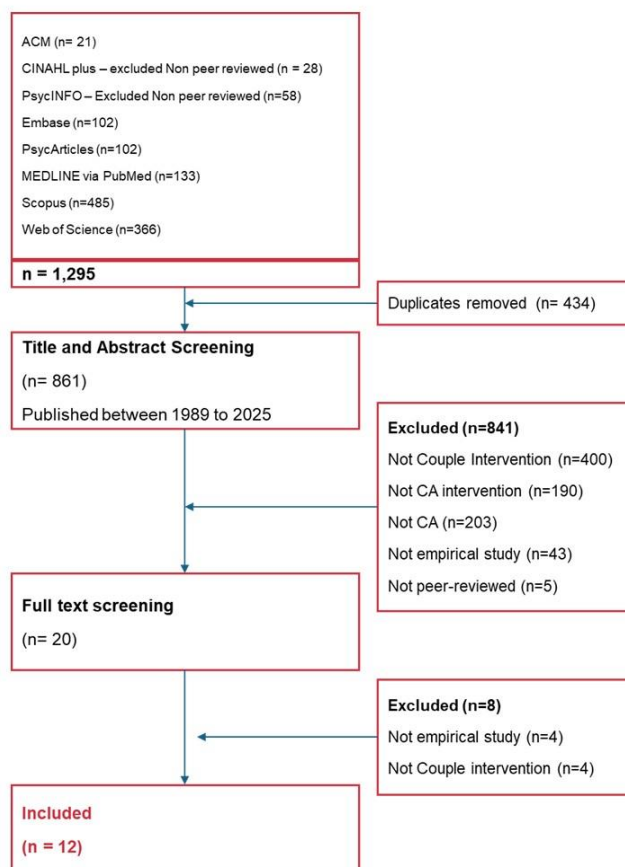 ACM (n= 21)
CINAHL plus – excluded Non peer reviewed (n = 28)
PsycINFO – Excluded Non peer reviewed (n=58)
Embase (n=102)
PsycArticles (n=102)
MEDLINE via PubMed (n=133)
Scopus (n=485)
Web of Science (n=366)
n = 1,295
Duplicates removed (n= 434)
Title and Abstract Screening
(n= 861)
Published between 1989 to 2025
Excluded (n=841)
Not Couple Intervention (n=400)
Not CA intervention (n=190)
Not CA (n=203)
Not empirical study (n=43)
Not peer-reviewed (n=5)
Full text screening
(n= 20)
Excluded (n=8)
Not empirical study (n=4)
Not Couple intervention (n=4)
Included
(n = 12)